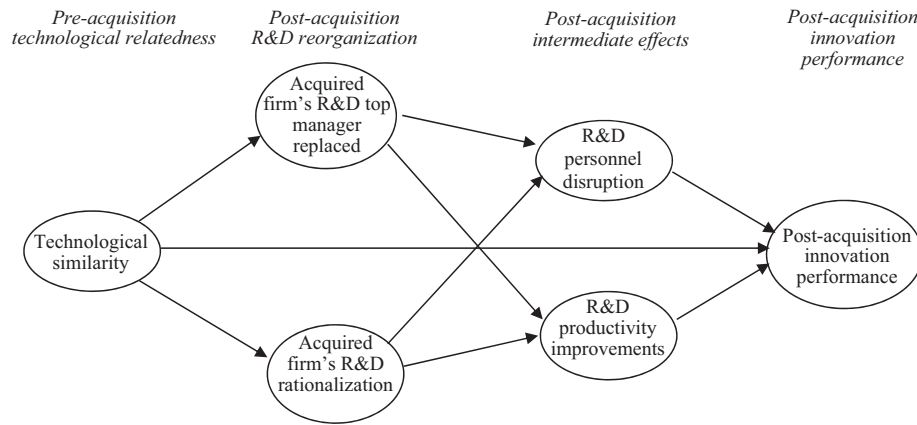 Pre-acquisition
technological relatedness
Post-acquisition
R&D reorganization
Post-acquisition
intermediate effects
Post-acquisition
innovation
performance
Acquired
firm's R&D top
manager
replaced
R&D
personnel
disruption
Technological
similarity
Post-acquisition
innovation
performance
Acquired
firm's R&D
rationalization
R&D
productivity
improvements